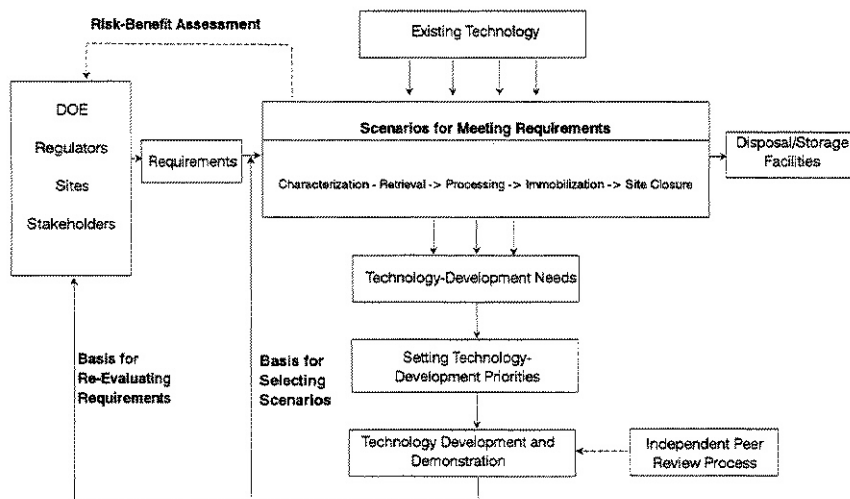 Risk-Benefit Assessment
Existing Technology
DOE
Regulators
Sites
Stakeholders
Requirements
Scenarios for Meeting Requirements
Characterization - Retrieval -> Processing -> Immobilization -> Site Closure
Disposal/Storage
Facilities
Technology-Development Needs
Basis for
Re-Evaluating
Requirements
Basis for
Selecting
Scenarios
Setting Technology-
Development Priorities
Technology Development and
Demonstration
Independent Peer
Review Process